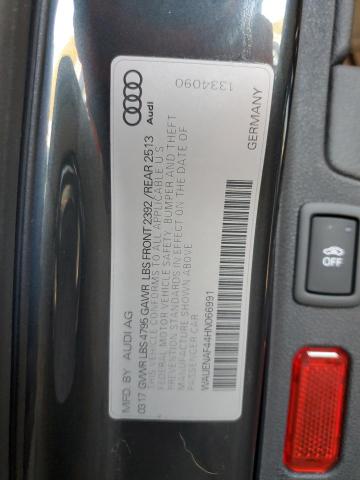 Audi
1334090
MFD. BY AUDI AG GERMANY
03.17 GVWR LBS 4795 GAWR LBS FRONT 2392 / REAR 2513
THIS VEHICLE CONFORMS TO ALL APPLICABLE U S
FEDERAL MOTOR VEHICLE SAFETY, BUMPER AND THEFT
PREVENTION STANDARDS IN EFFECT ON THE DATE OF
MANUFACTURE SHOWN ABOVE
PASSENGER CAR
WAUENAF44HN066991
OFF